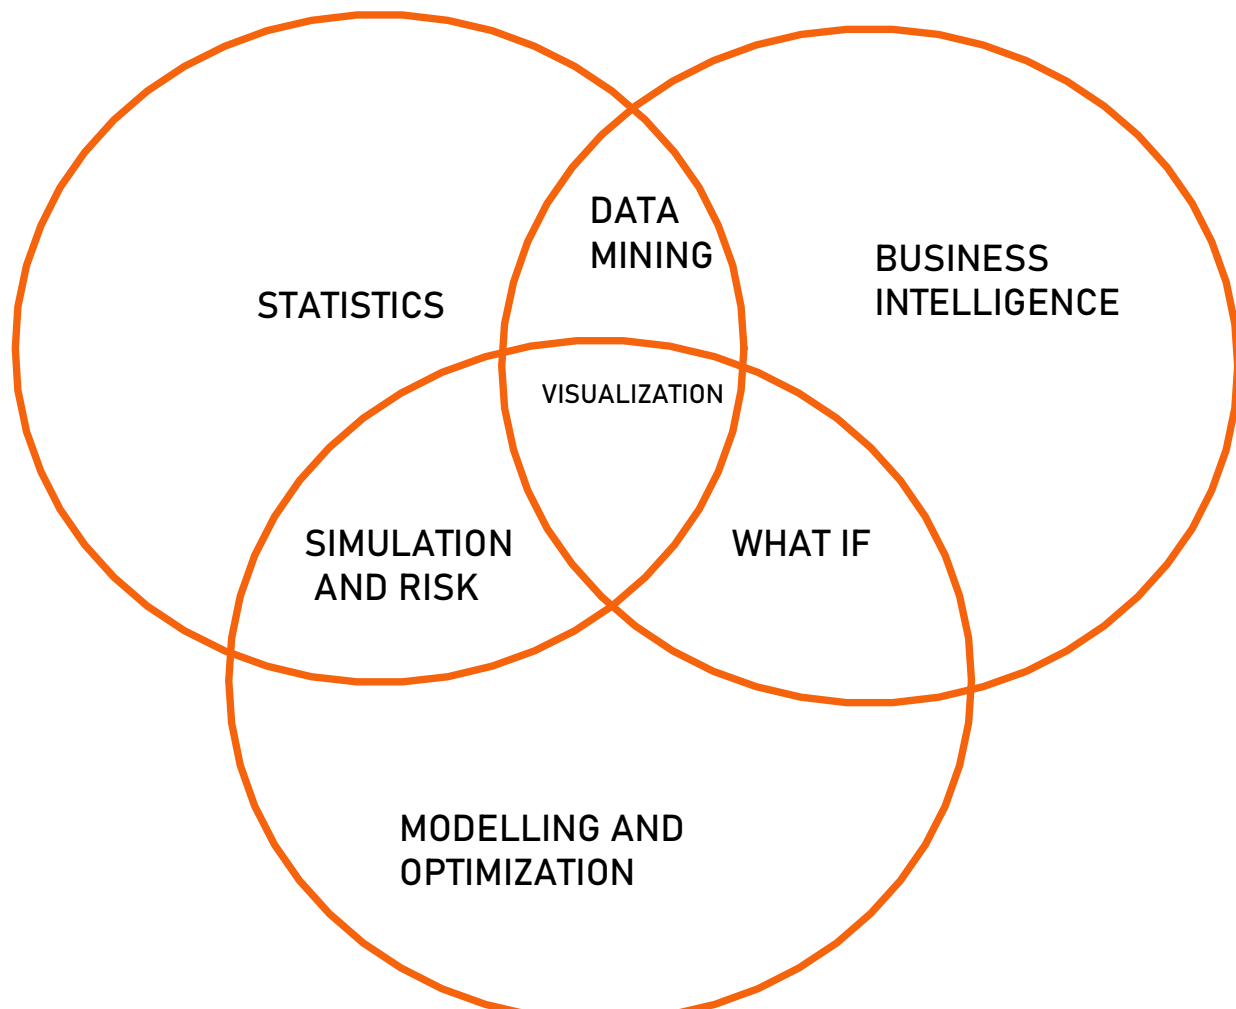 DATA
MINING
BUSINESS
INTELLIGENCE
STATISTICS
VISUALIZATION
SIMULATION
AND RISK
WHAT IF
MODELLING AND
OPTIMIZATION